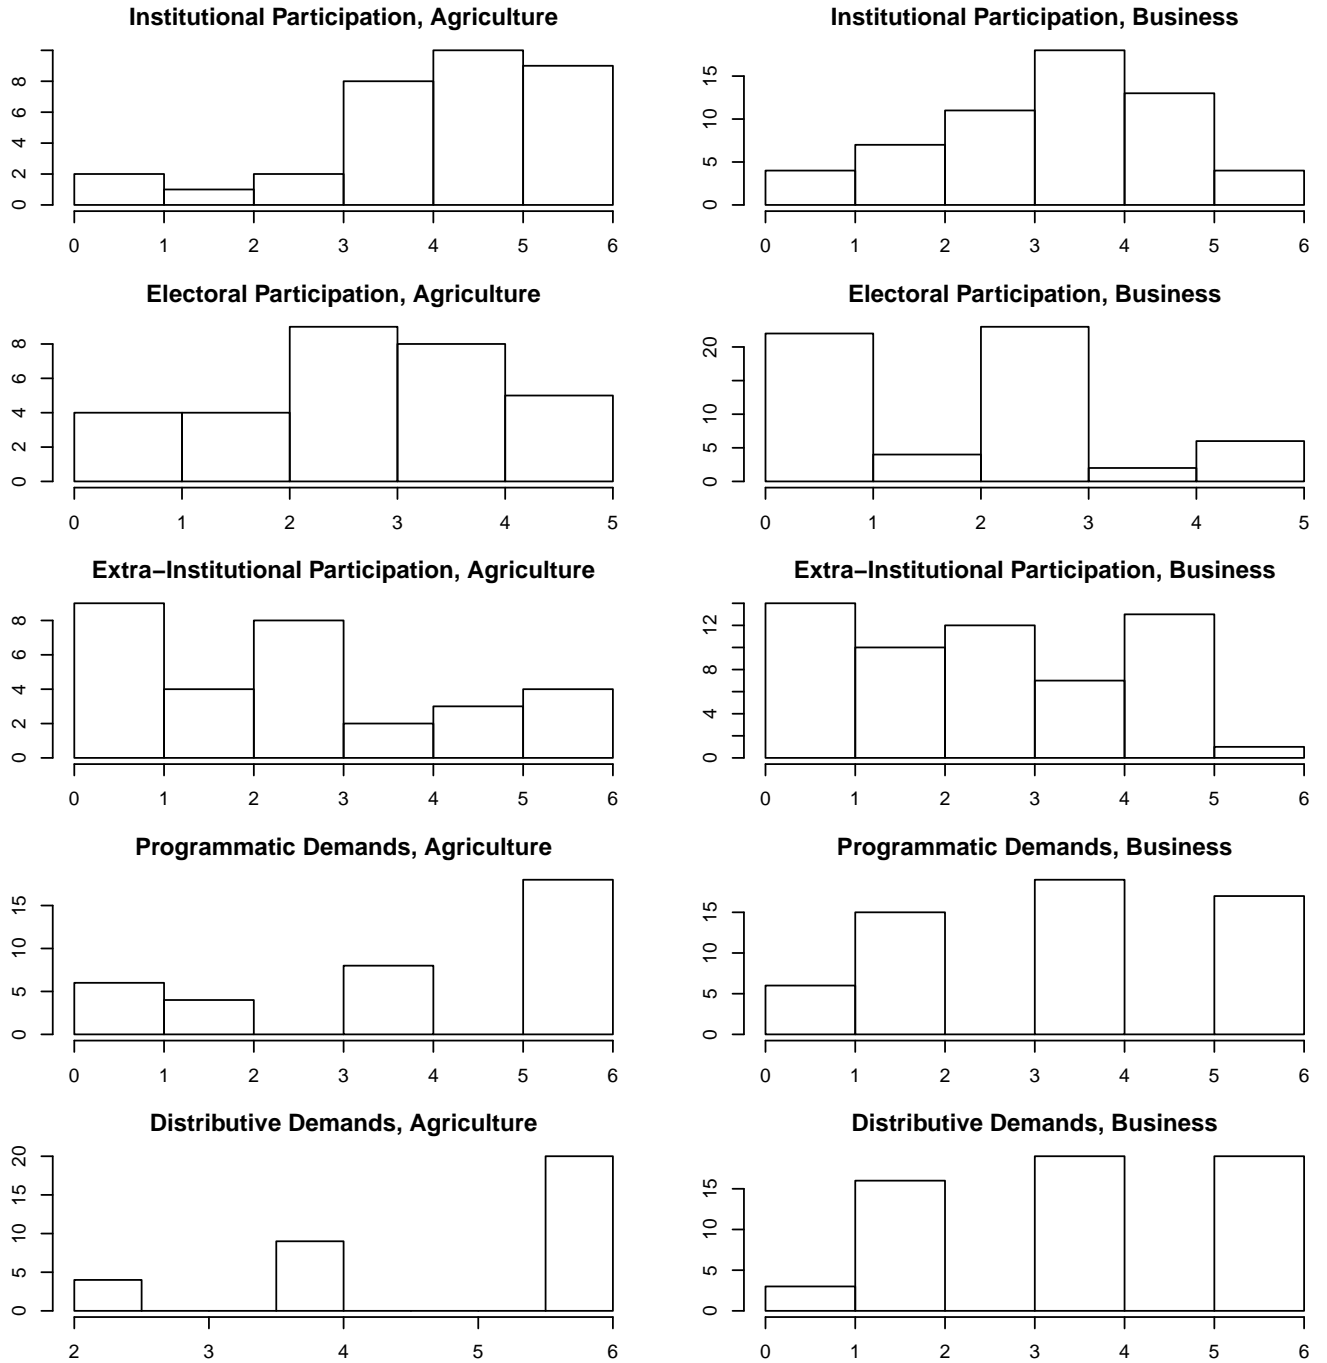 Institutional Participation, Agriculture
0 2 4 6 8
0 1 2 3 4 5 6
Institutional Participation, Business
0 5 10 15
0 1 2 3 4 5 6
Electoral Participation, Agriculture
0 2 4 6 8
0 1 2 3 4 5
Electoral Participation, Business
0 5 10 20
0 1 2 3 4 5
Extra−Institutional Participation, Agriculture
0 2 4 6 8
0 1 2 3 4 5 6
Extra−Institutional Participation, Business
0 4 8 12
0 1 2 3 4 5 6
Programmatic Demands, Agriculture
0 5 10 15
0 1 2 3 4 5 6
Programmatic Demands, Business
0 5 10 15
0 1 2 3 4 5 6
Distributive Demands, Agriculture
0 5 10 15 20
2 3 4 5 6
Distributive Demands, Business
0 5 10 15
0 1 2 3 4 5 6